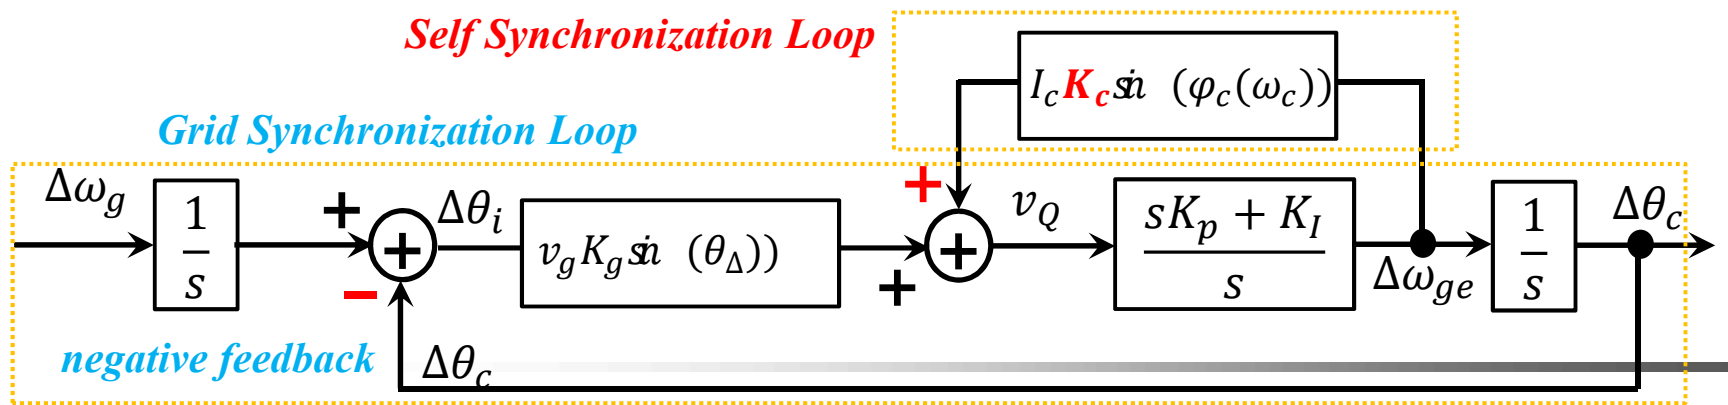 Self Synchronization Loop
I_c K_c sin (φ_c(ω_c))
Grid Synchronization Loop
Δω_g
1/s
+
−
+
Δθ_i
v_g K_g sin (θ_Δ))
+
+
+
v_Q
(sK_p + K_I)/s
Δω_ge
1/s
Δθ_c
negative feedback
Δθ_c